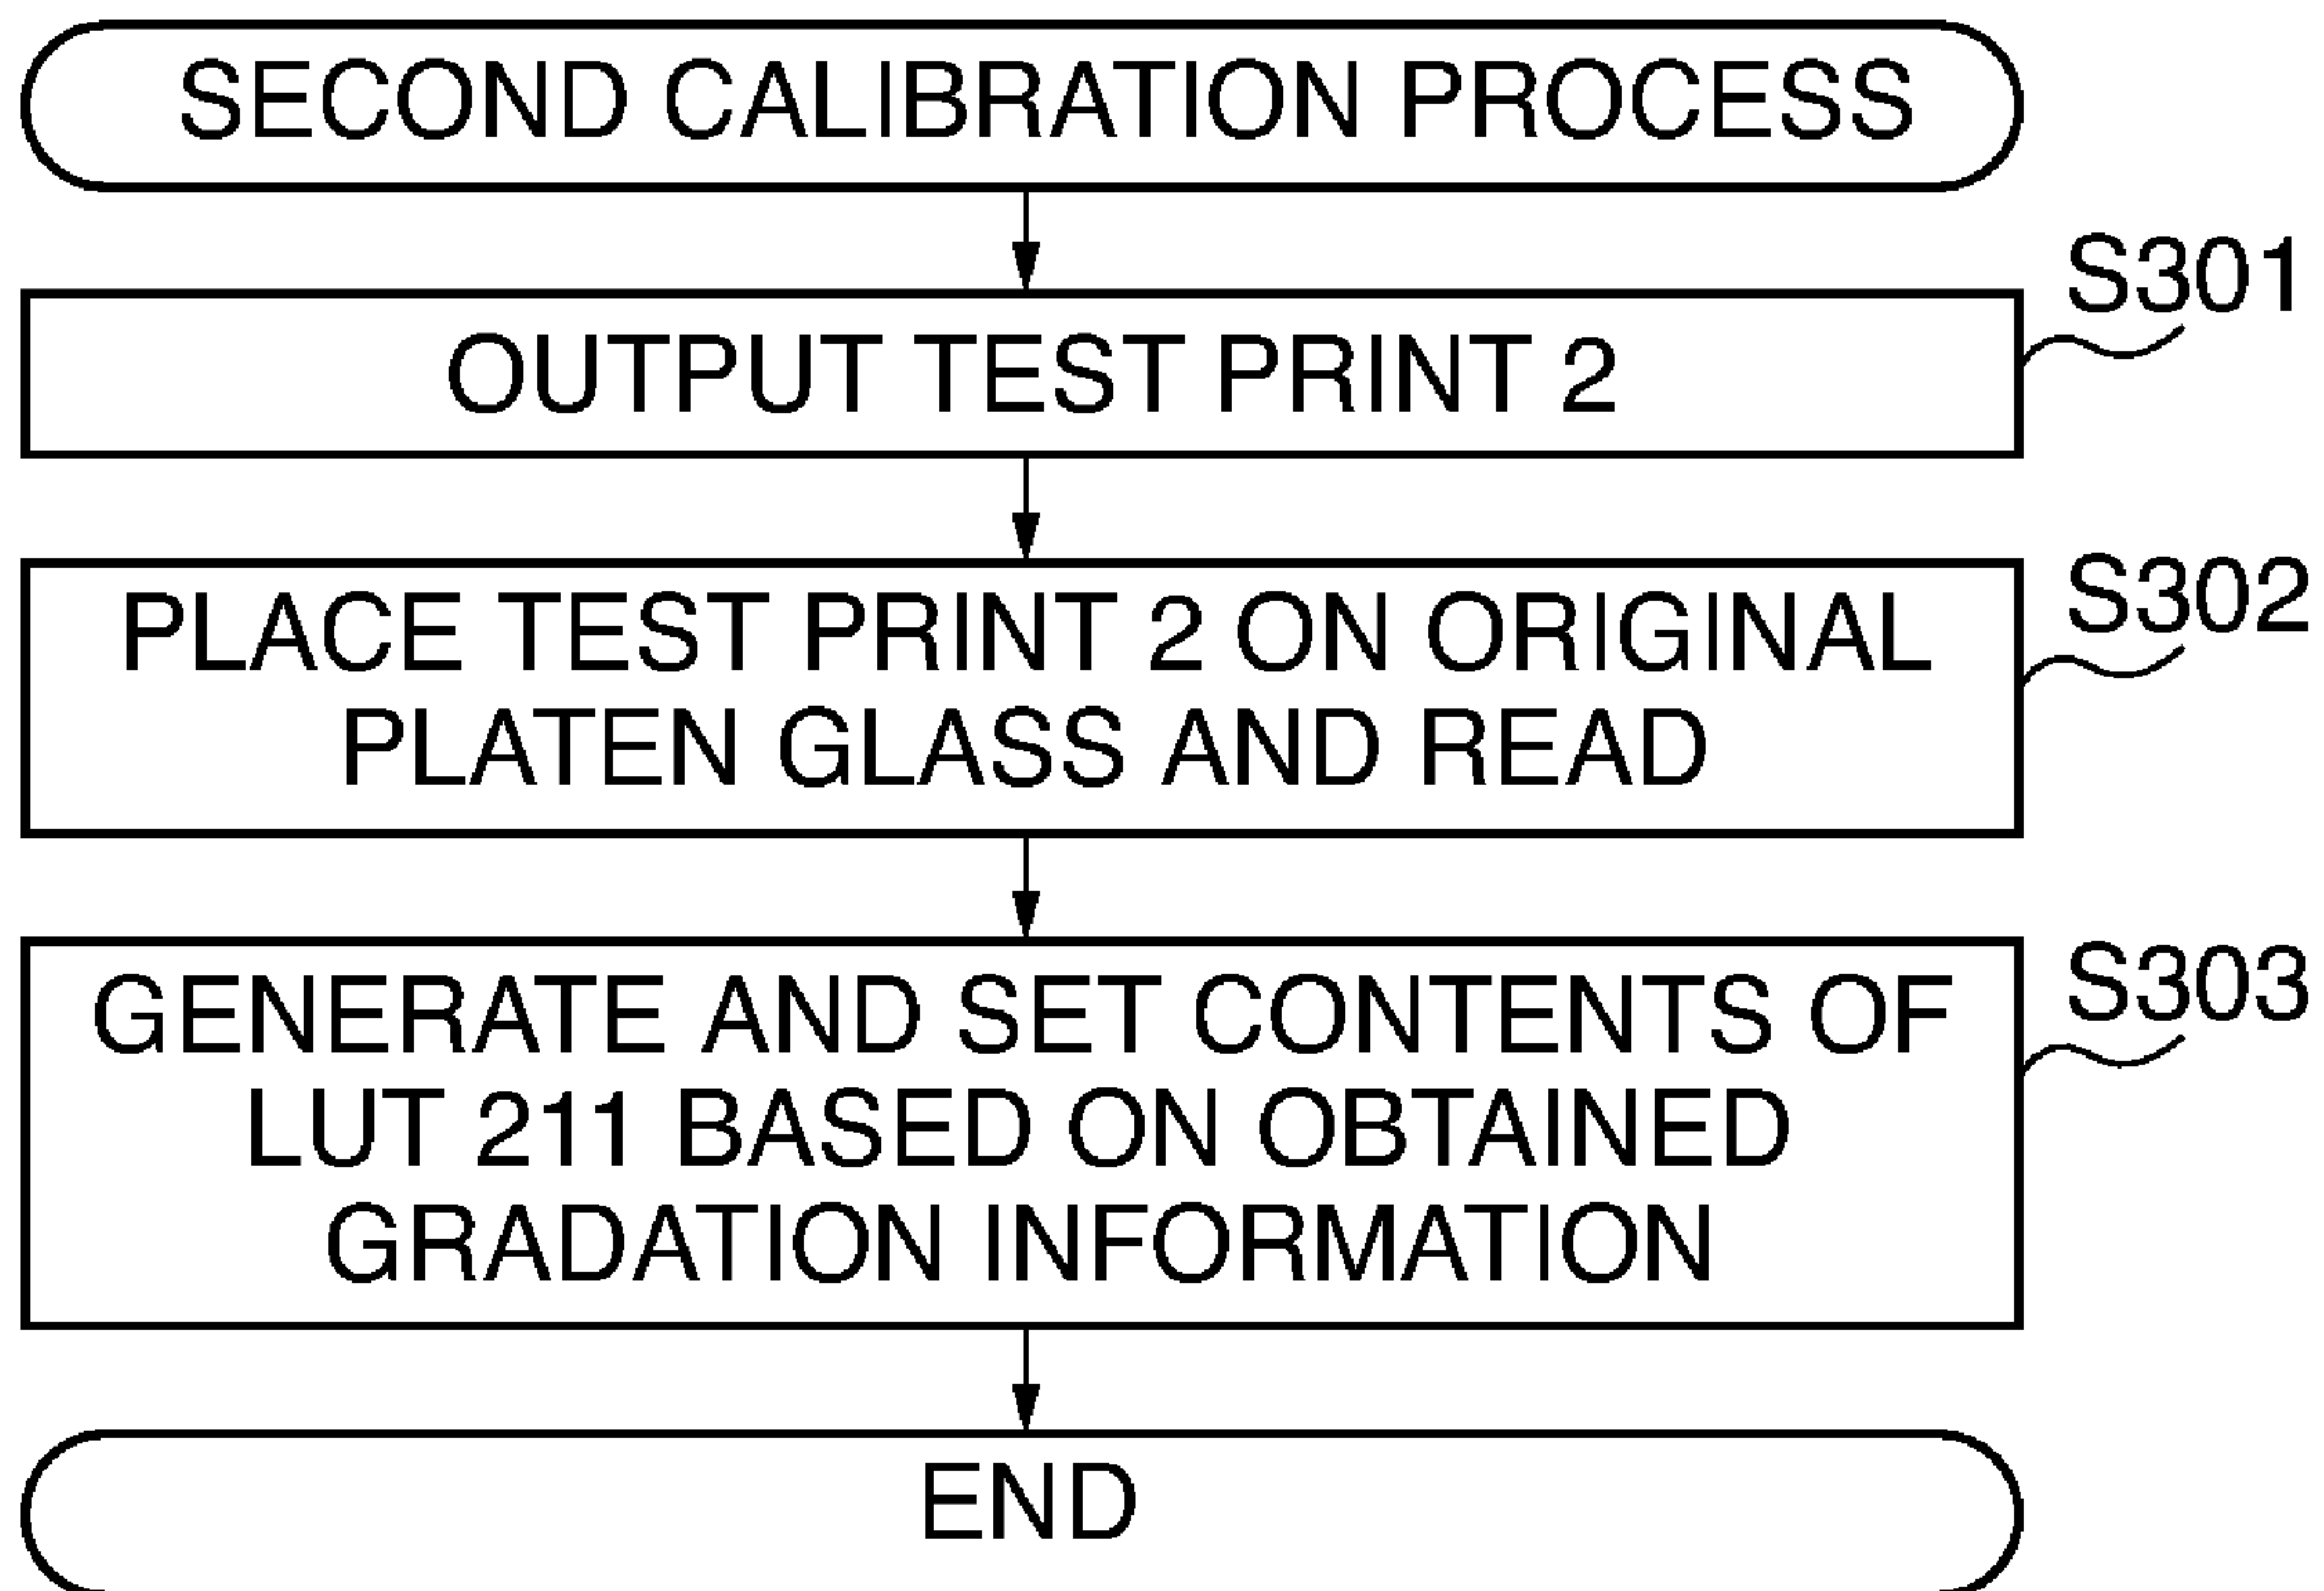 SECOND CALIBRATION PROCESS
S301
OUTPUT TEST PRINT 2
S302
PLACE TEST PRINT 2 ON ORIGINAL
PLATEN GLASS AND READ
S303
GENERATE AND SET CONTENTS OF
LUT 211 BASED ON OBTAINED
GRADATION INFORMATION
END